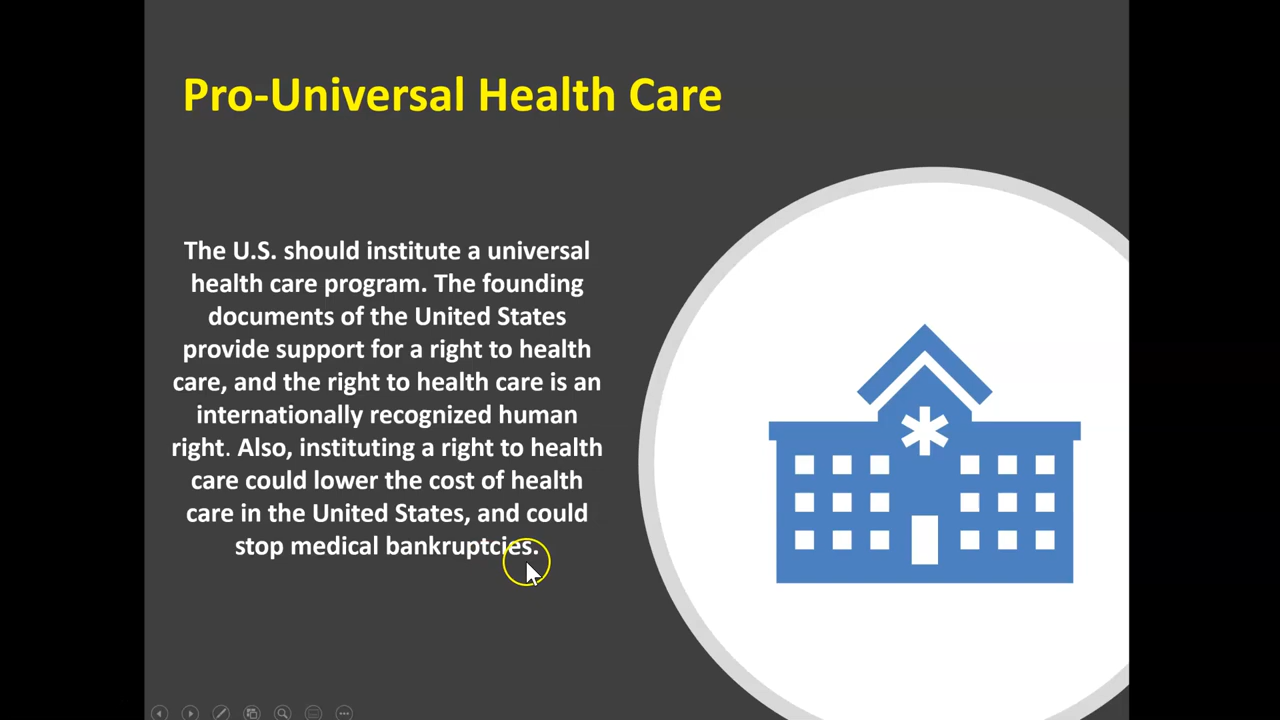 Pro-Universal Health Care
The U.S. should institute a universal
health care program. The founding
documents of the United States
provide support for a right to health
care, and the right to health care is an
internationally recognized human
right. Also, instituting a right to health
care could lower the cost of health
care in the United States, and could
stop medical bankruptcies.